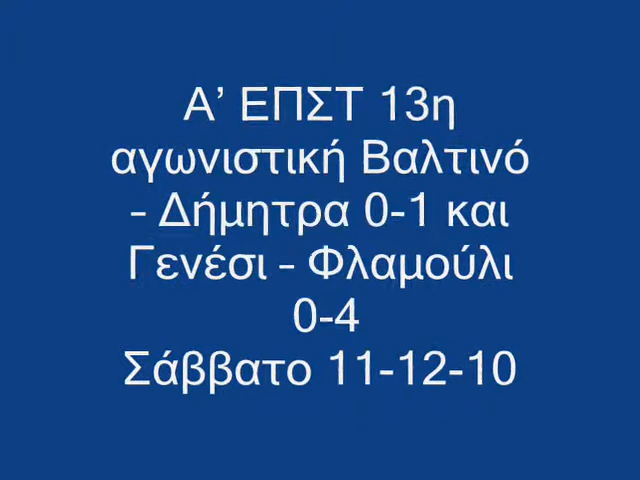 Α’ ΕΠΣΤ 13η
αγωνιστική Βαλτινό
– Δήμητρα 0-1 και
Γενέσι – Φλαμούλι
0-4
Σάββατο 11-12-10